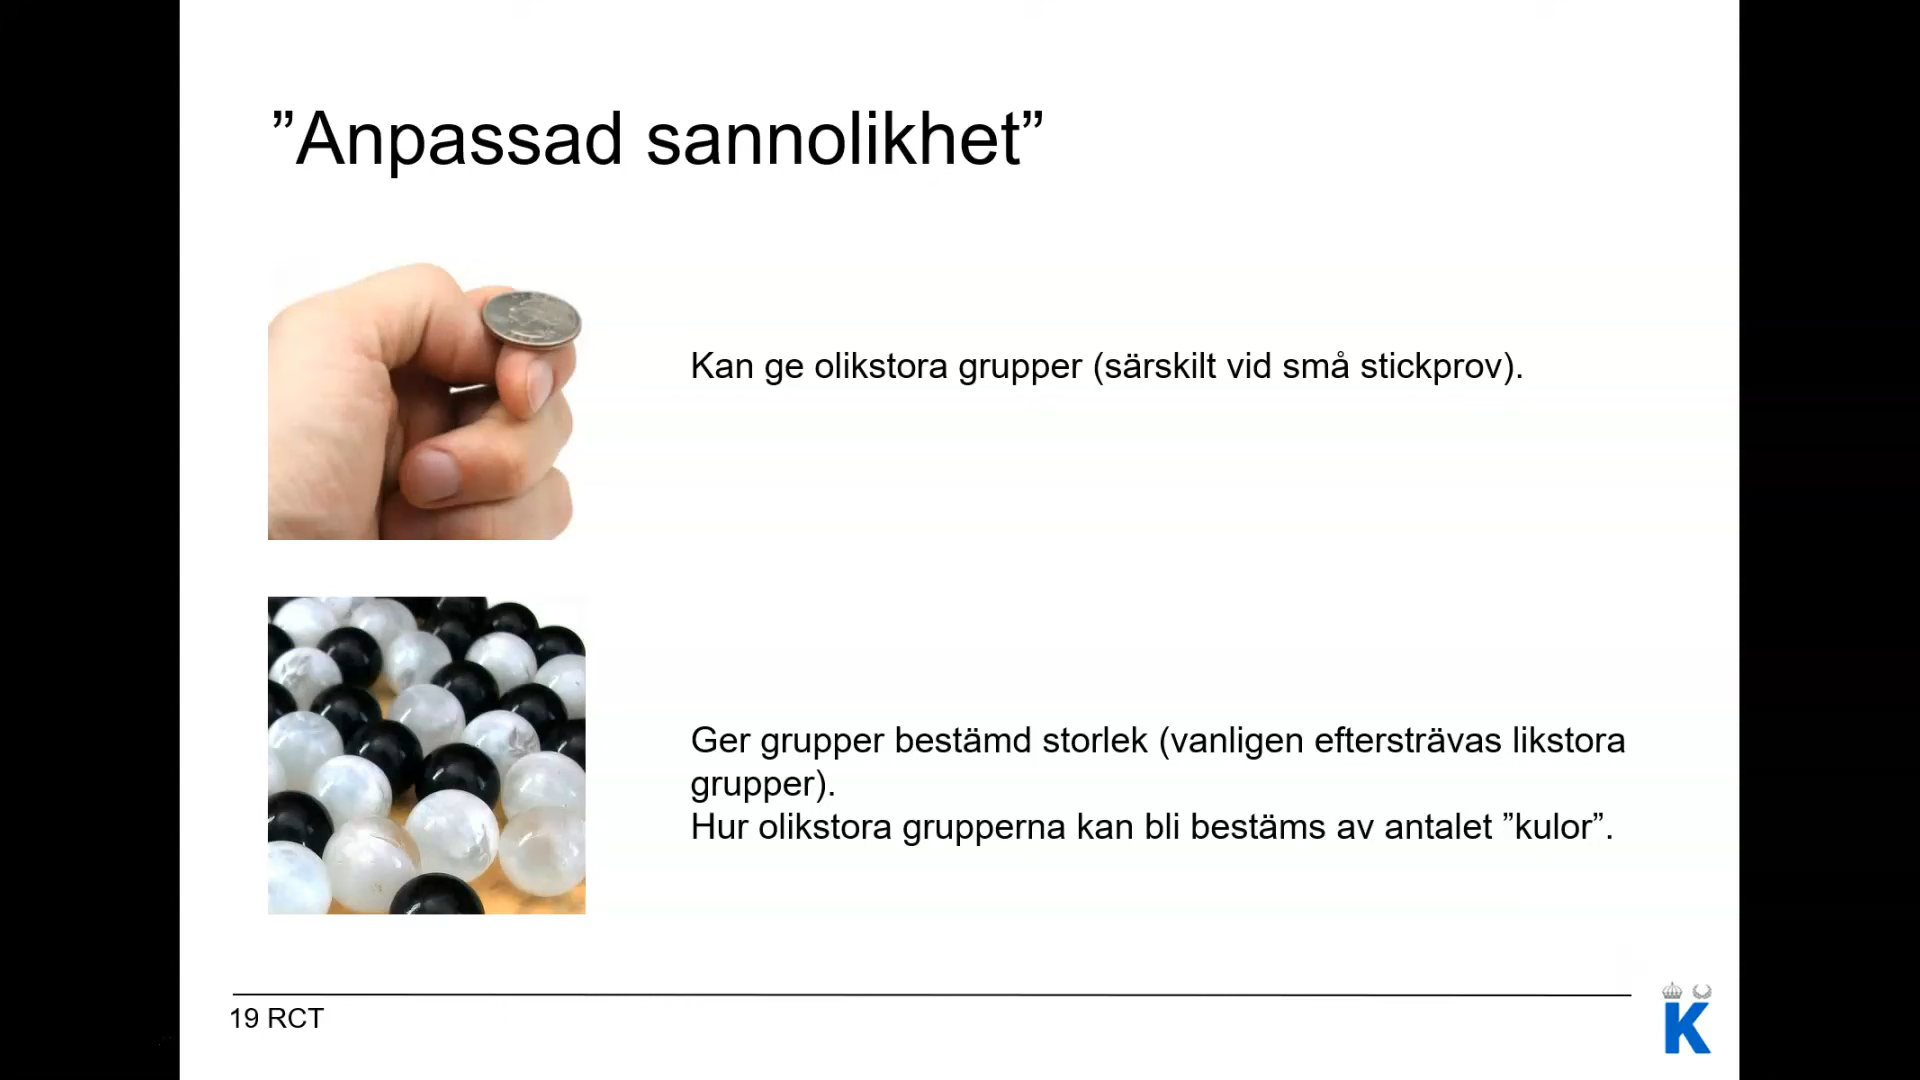 ”Anpassad sannolikhet”
Kan ge olikstora grupper (särskilt vid små stickprov).
Ger grupper bestämd storlek (vanligen eftersträvas likstora
grupper).
Hur olikstora grupperna kan bli bestäms av antalet ”kulor”.
19 RCT
K